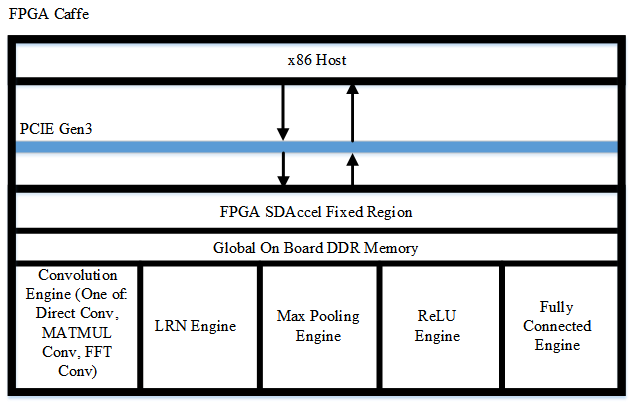 FPGA Caffe
x86 Host
PCIE Gen3
FPGA SDAccel Fixed Region
Global On Board DDR Memory
Convolution
Engine (One of:
Direct Conv,
MATMUL
Conv, FFT
Conv)
LRN Engine
Max Pooling
Engine
ReLU
Engine
Fully
Connected
Engine